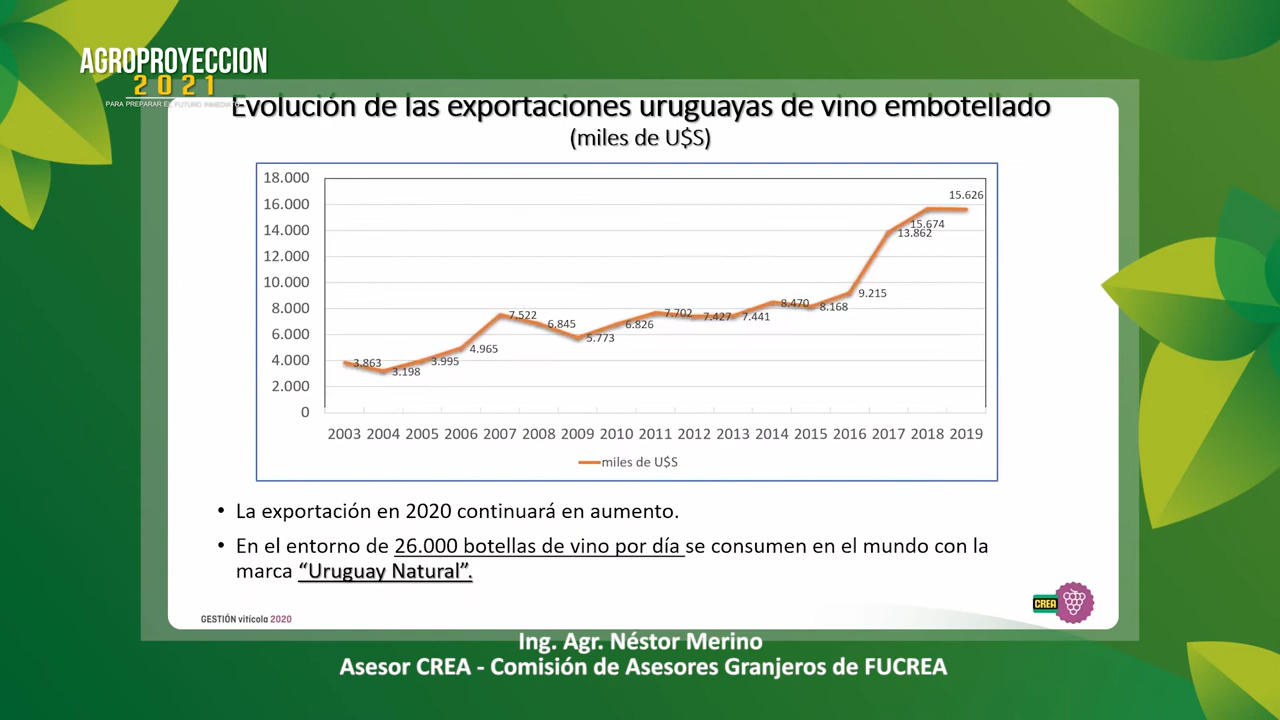 AGROPROYECCION
2021
PARA PREPARAR EL FUTURO INMEDIATO
Evolución de las exportaciones uruguayas de vino embotellado
(miles de U$S)
18.000
16.000
14.000
12.000
10.000
8.000
6.000
4.000
2.000
0
3.863
3.198
3.995
4.965
7.522
6.845
5.773
6.826
7.702
7.427
7.441
8.470
8.168
9.215
13.862
15.674
15.626
2003 2004 2005 2006 2007 2008 2009 2010 2011 2012 2013 2014 2015 2016 2017 2018 2019
miles de U$S
• La exportación en 2020 continuará en aumento.
• En el entorno de 26.000 botellas de vino por día se consumen en el mundo con la
marca “Uruguay Natural”.
GESTIÓN vitícola 2020
CREA
Ing. Agr. Néstor Merino
Asesor CREA - Comisión de Asesores Granjeros de FUCREA